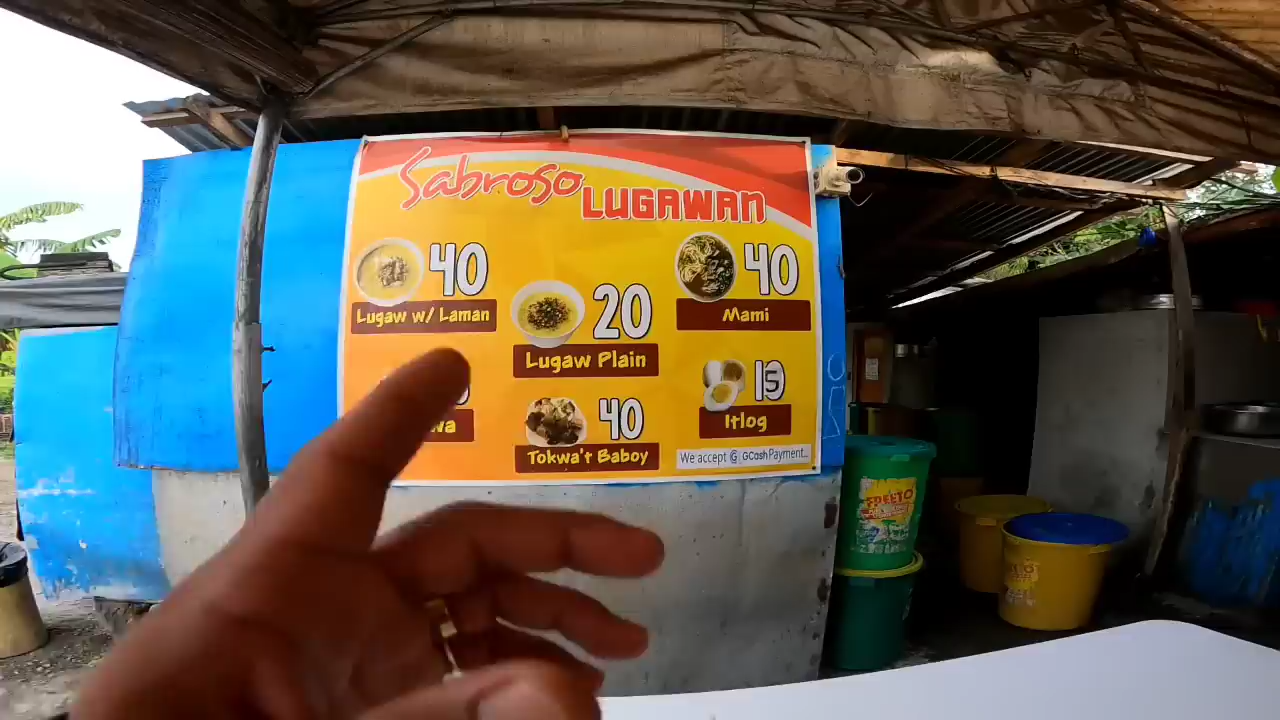 Sabroso LUGAWAN
40
Lugaw w/ Laman
20
Lugaw Plain
40
Mami
40
Tokwa't Baboy
15
Itlog
We accept GCash Payment...